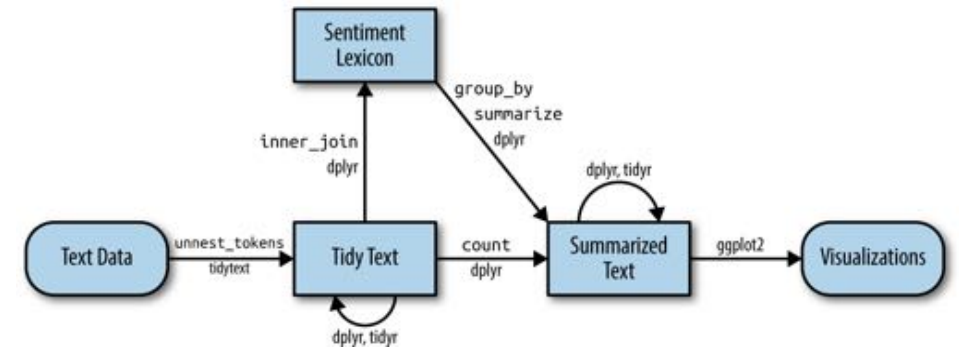 Sentiment
Lexicon
group_by
summarize
dplyr
inner_join
dplyr
dplyr, tidyr
Text Data
unnest_tokens
tidytext
Tidy Text
count
dplyr
Summarized
Text
ggplot2
Visualizations
dplyr, tidyr